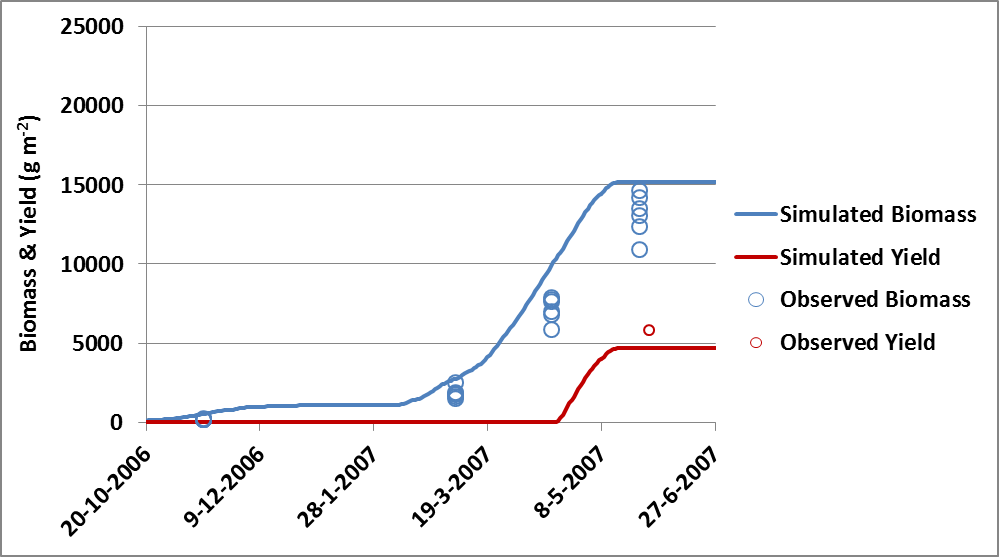 25000
20000
15000
10000
5000
0
Biomass & Yield (g m-2)
20-10-2006
9-12-2006
28-1-2007
19-3-2007
8-5-2007
27-6-2007
Simulated Biomass
Simulated Yield
Observed Biomass
Observed Yield